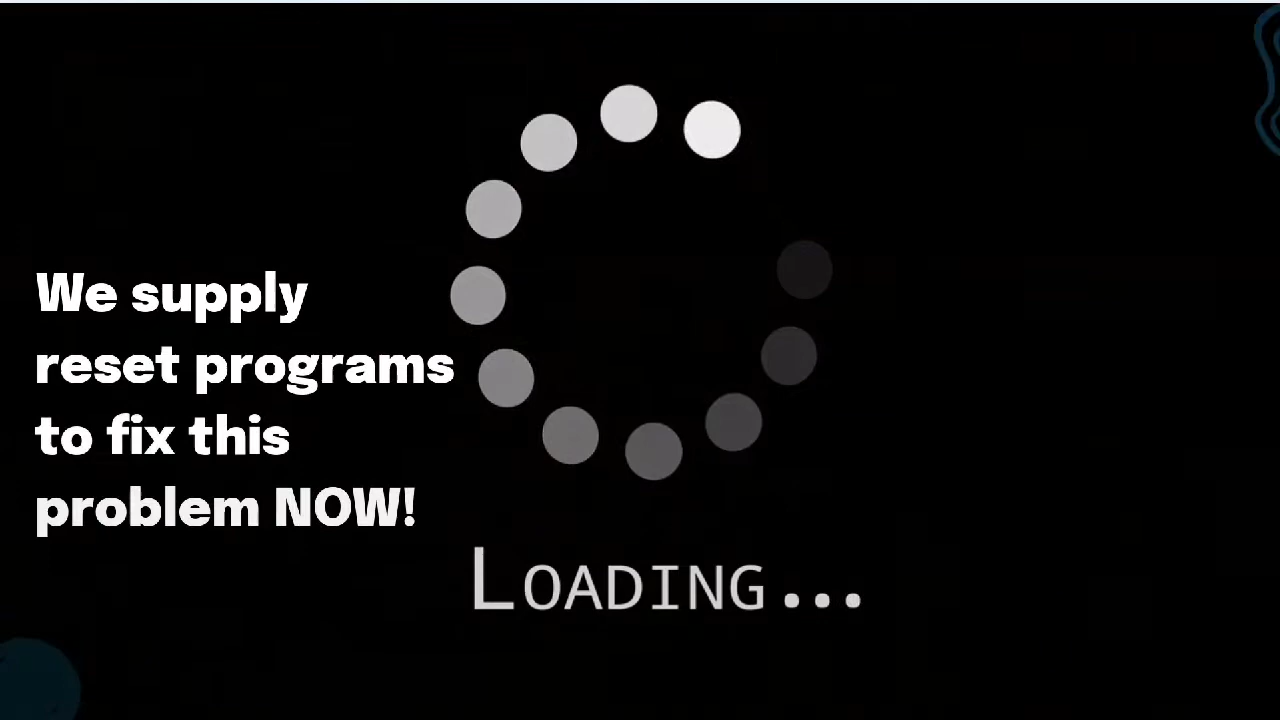 We supply
reset programs
to fix this
problem NOW!
LOADING...